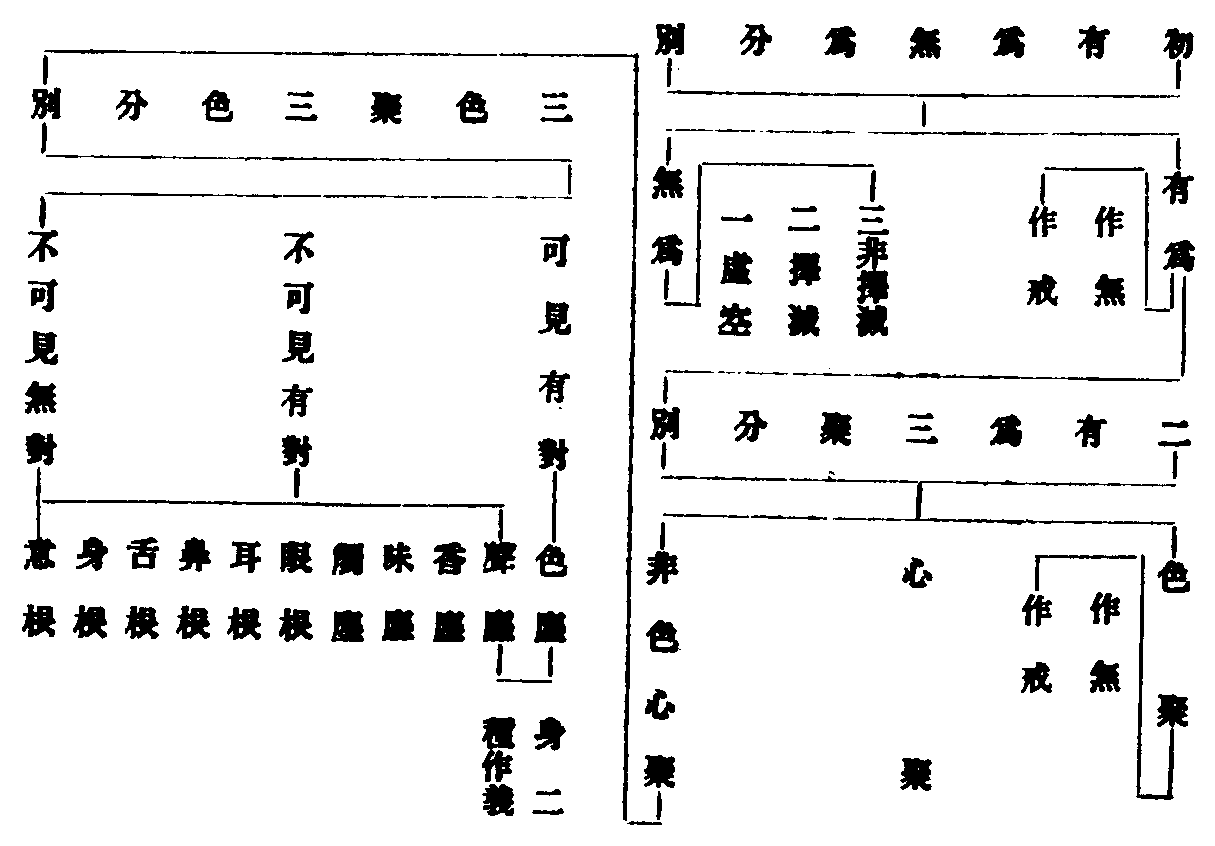 初有爲無爲分別
有爲
作無
作戒
無爲
三非擇滅
二擇滅
一虛空
二有爲三聚分別
色聚
作無
作戒
心聚
非色心聚
三色聚三色分別
可見有對
不可見有對
不可見無對
色塵
聲塵
香塵
味塵
觸塵
眼根
耳根
鼻根
舌根
身根
意根
身二
種作義